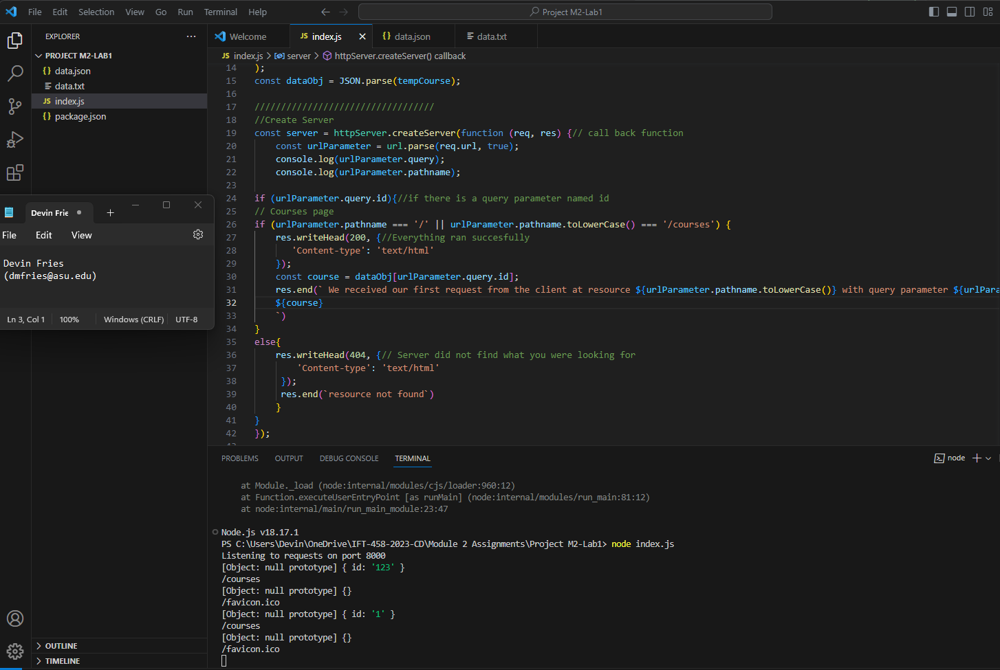 File Edit Selection View Go Run Terminal Help
Project M2-Lab1
EXPLORER
PROJECT M2-LAB1
{} data.json
data.txt
JS index.js
{} package.json
Welcome
JS index.js
{} data.json
data.txt
JS index.js > server > httpServer.createServer() callback
14 );
15 const dataObj = JSON.parse(tempCourse);
16
17 //////////////////////////////////
18 //Create Server
19 const server = httpServer.createServer(function (req, res) {// call back function
20 const urlParameter = url.parse(req.url, true);
21 console.log(urlParameter.query);
22 console.log(urlParameter.pathname);
23
24 if (urlParameter.query.id){//if there is a query parameter named id
25 // Courses page
26 if (urlParameter.pathname === '/' || urlParameter.pathname.toLowerCase() === '/courses') {
27 res.writeHead(200, {//Everything ran succesfully
28 'Content-type': 'text/html'
29 });
30 const course = dataObj[urlParameter.query.id];
31 res.end(` We received our first request from the client at resource ${urlParameter.pathname.toLowerCase()} with query parameter ${urlPara
32 ${course}
33 `)
34 }
35 else{
36 res.writeHead(404, {// Server did not find what you were looking for
37 'Content-type': 'text/html'
38 });
39 res.end(`resource not found`)
40 }
41 }
42 });
Devin Frie
File Edit View
Devin Fries
(dmfries@asu.edu)
Ln 3, Col 1 100% Windows (CRLF) UTF-8
PROBLEMS OUTPUT DEBUG CONSOLE TERMINAL
node
at Module._load (node:internal/modules/cjs/loader:960:12)
at Function.executeUserEntryPoint [as runMain] (node:internal/modules/run_main:81:12)
at node:internal/main/run_main_module:23:47
Node.js v18.17.1
PS C:\Users\Devin\OneDrive\IFT-458-2023-CD\Module 2 Assignments\Project M2-Lab1> node index.js
Listening to requests on port 8000
[Object: null prototype] { id: '123' }
/courses
[Object: null prototype] {}
/favicon.ico
[Object: null prototype] { id: '1' }
/courses
[Object: null prototype] {}
/favicon.ico
OUTLINE
TIMELINE